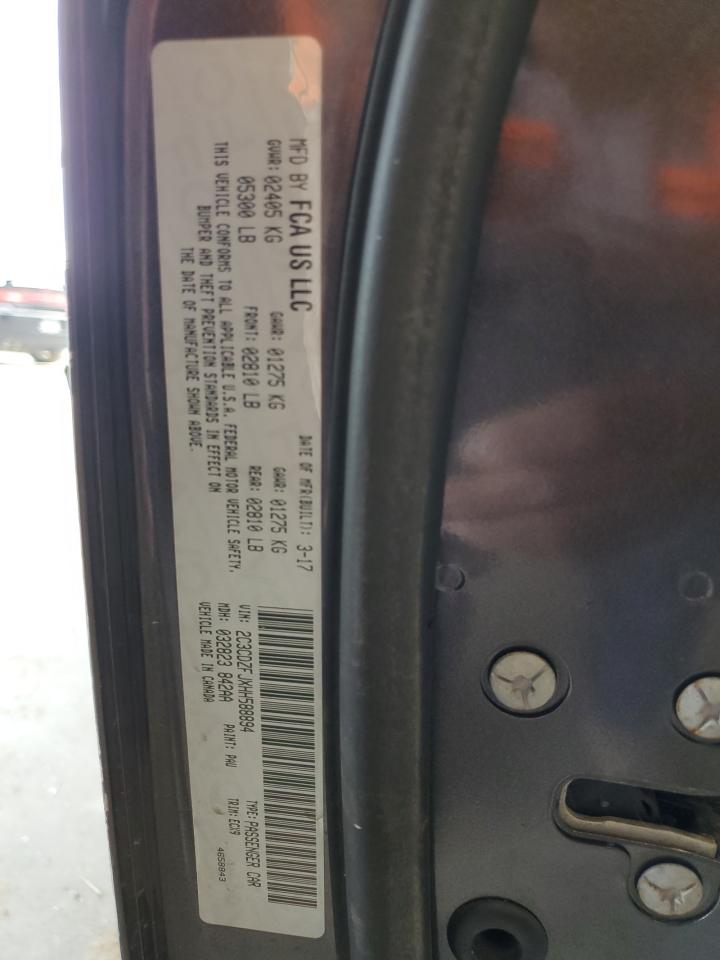 MFD BY FCA US LLC
DATE OF MFR(BUILT): 3-17
GVWR: 02405 KG
GAWR: 01275 KG
GAWR: 01275 KG
05300 LB
FRONT: 02810 LB
REAR: 02810 LB
THIS VEHICLE CONFORMS TO ALL APPLICABLE U.S.A. FEDERAL MOTOR VEHICLE SAFETY,
BUMPER AND THEFT PREVENTION STANDARDS IN EFFECT ON
THE DATE OF MANUFACTURE SHOWN ABOVE.
VIN: 2C3CDZFJXHH588894
TYPE: PASSENGER CAR
MDH: 032823 842AA
PAINT: PAU
TRIM: ECX9
VEHICLE MADE IN CANADA
4658943